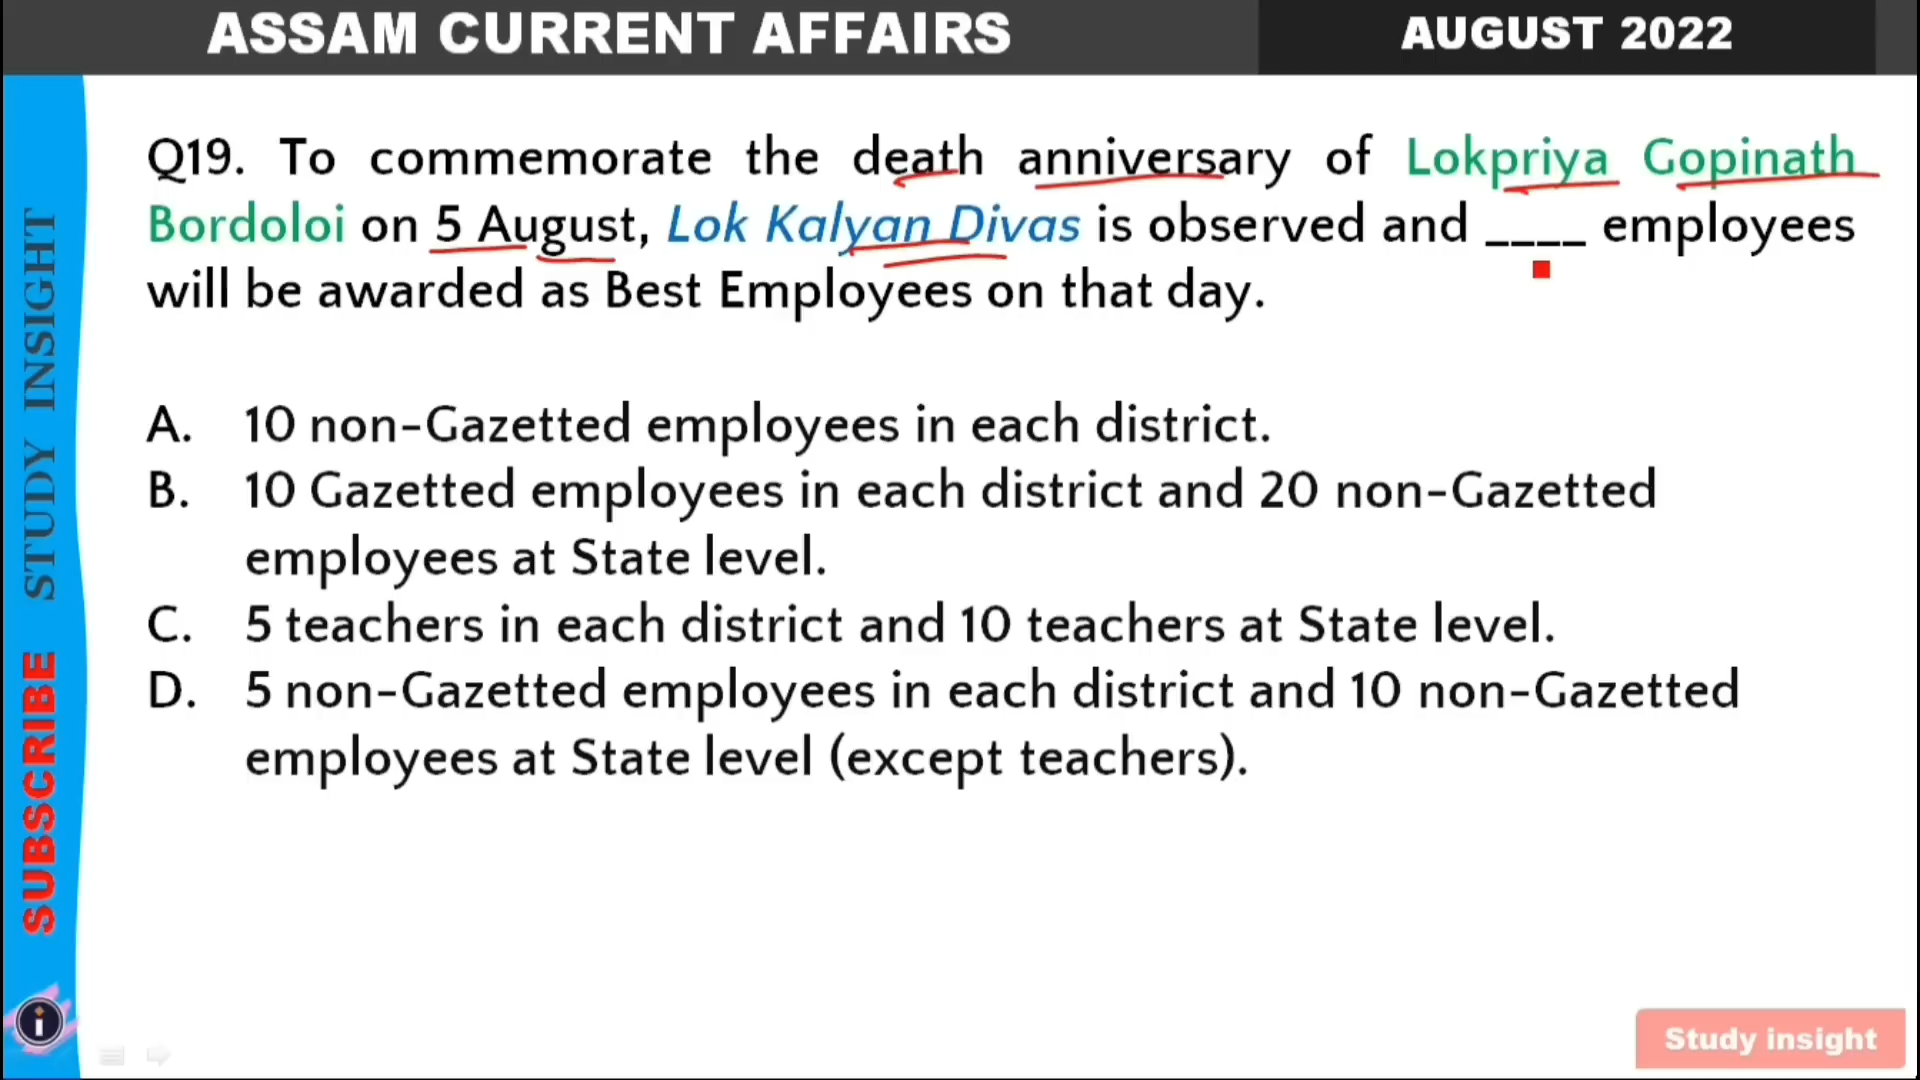 ASSAM CURRENT AFFAIRS
AUGUST 2022
Q19. To commemorate the death anniversary of Lokpriya Gopinath
Bordoloi on 5 August, Lok Kalyan Divas is observed and ____ employees
will be awarded as Best Employees on that day.
A. 10 non-Gazetted employees in each district.
B. 10 Gazetted employees in each district and 20 non-Gazetted
employees at State level.
C. 5 teachers in each district and 10 teachers at State level.
D. 5 non-Gazetted employees in each district and 10 non-Gazetted
employees at State level (except teachers).
SUBSCRIBE STUDY INSIGHT
i
Study insight